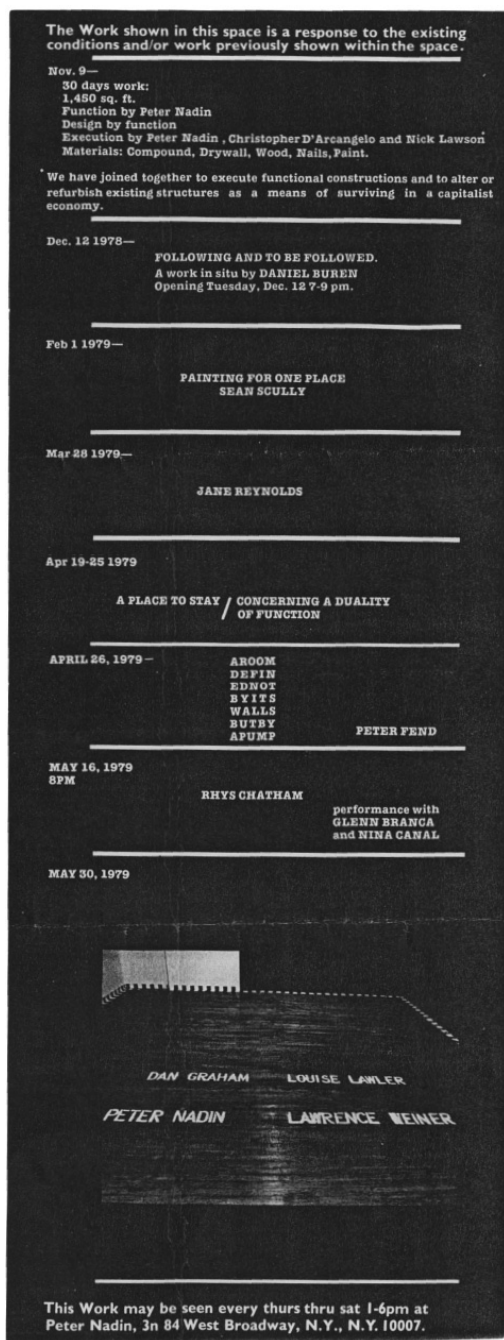 The Work shown in this space is a response to the existing
conditions and/or work previously shown within the space.
Nov. 9—
30 days work:
1,450 sq. ft.
Function by Peter Nadin
Design by function
Execution by Peter Nadin , Christopher D'Arcangelo and Nick Lawson
Materials: Compound, Drywall, Wood, Nails, Paint.
We have joined together to execute functional constructions and to alter or
refurbish existing structures as a means of surviving in a capitalist
economy.
Dec. 12 1978—
FOLLOWING AND TO BE FOLLOWED.
A work in situ by DANIEL BUREN
Opening Tuesday, Dec. 12 7-9 pm.
Feb 1 1979—
PAINTING FOR ONE PLACE
SEAN SCULLY
Mar 28 1979—
JANE REYNOLDS
Apr 19-25 1979
A PLACE TO STAY / CONCERNING A DUALITY
OF FUNCTION
APRIL 26, 1979—
AROOM
DEFIN
EDNOT
BYITS
WALLS
BUTBY
APUMP
PETER FEND
MAY 16, 1979
8PM
RHYS CHATHAM
performance with
GLENN BRANCA
and NINA CANAL
MAY 30, 1979
DAN GRAHAM LOUISE LAWLER
PETER NADIN LAWRENCE WEINER
This Work may be seen every thurs thru sat 1-6pm at
Peter Nadin, 3n 84 West Broadway, N.Y., N.Y. 10007.